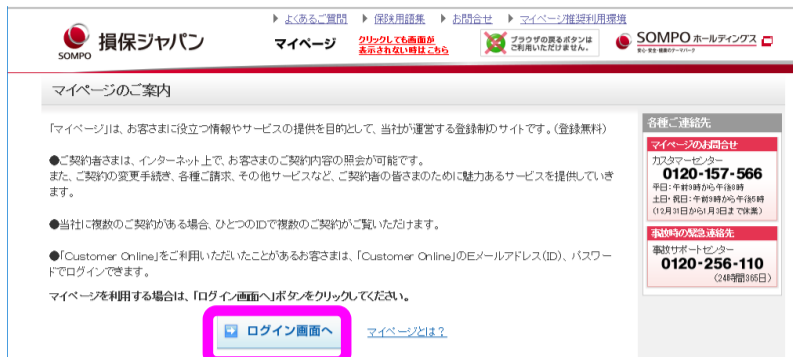 よくあるご質問 保険用語集 お問合せ マイページ推奨利用環境
SOMPO 損保ジャパン マイページ
クリックしても画面が
表示されない時はこちら
ブラウザの戻るボタンは
ご利用いただけません。
SOMPO ホールディングス
安心・安全・健康のテーマパーク
マイページのご案内
「マイページ」は、お客さまに役立つ情報やサービスの提供を目的として、当社が運営する登録制のサイトです。(登録無料)
●ご契約者さまは、インターネット上で、お客さまのご契約内容の照会が可能です。
また、ご契約の変更手続き、各種ご請求、その他サービスなど、ご契約者の皆さまのために魅力あるサービスを提供していき
ます。
●当社に複数のご契約がある場合、ひとつのIDで複数のご契約がご覧いただけます。
●「Customer Online」をご利用いただいたことがあるお客さまは、「Customer Online」のEメールアドレス(ID)、パスワー
ドでログインできます。
マイページを利用する場合は、「ログイン画面へ」ボタンをクリックしてください。
ログイン画面へ マイページとは?
各種ご連絡先
マイページのお問合せ
カスタマーセンター
0120-157-566
平日:午前9時から午後8時
土日・祝日:午前9時から午後5時
(12月31日から1月3日まで休業)
事故時の緊急連絡先
事故サポートセンター
0120-256-110
(24時間365日)